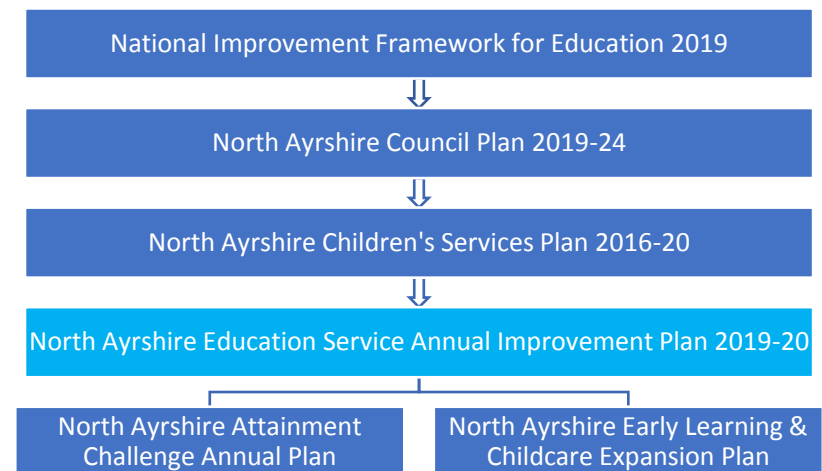 National Improvement Framework for Education 2019
North Ayrshire Council Plan 2019-24
North Ayrshire Children's Services Plan 2016-20
North Ayrshire Education Service Annual Improvement Plan 2019-20
North Ayrshire Attainment
Challenge Annual Plan
North Ayrshire Early Learning &
Childcare Expansion Plan